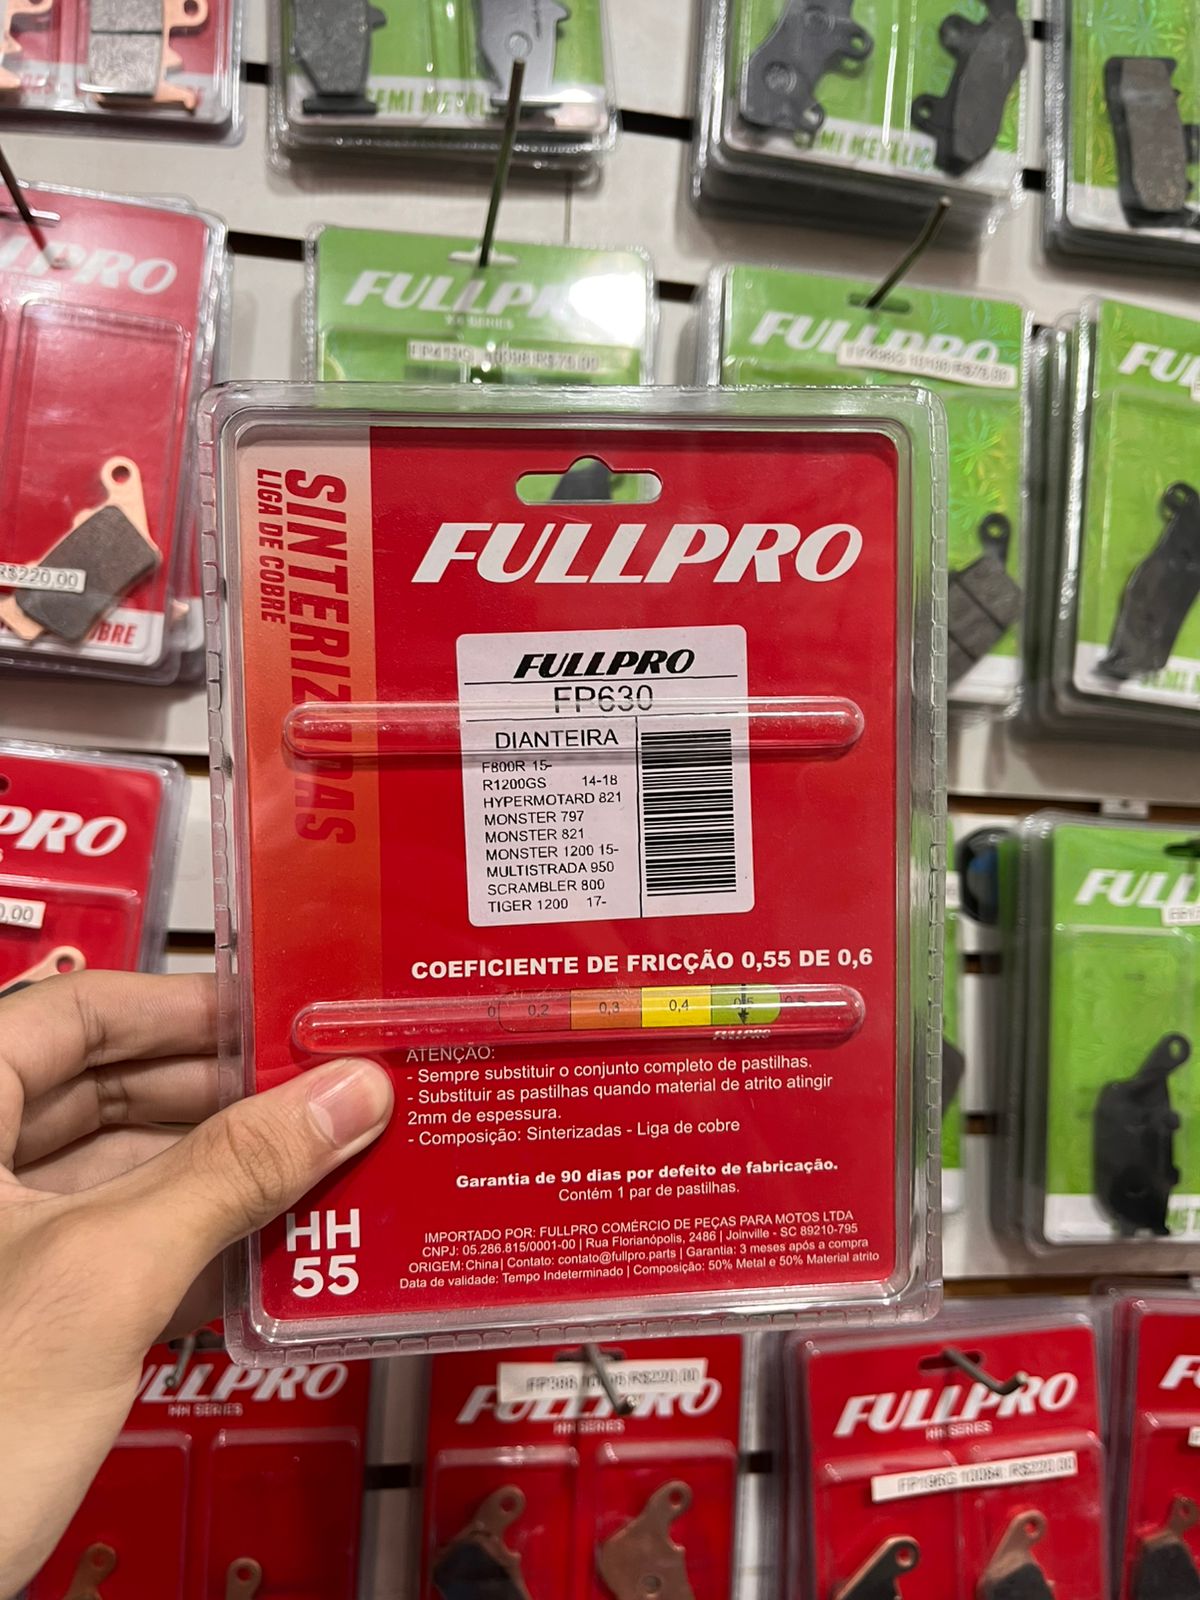 SEMI METALIC
FULLPRO
FULLPRO
FULLPRO
R$220,00
SINTERIZADAS
LIGA DE COBRE
FULLPRO
FULLPRO
FP630
DIANTEIRA
F800R 15-
R1200GS 14-18
HYPERMOTARD 821
MONSTER 797
MONSTER 821
MONSTER 1200 15-
MULTISTRADA 950
SCRAMBLER 800
TIGER 1200 17-
COEFICIENTE DE FRICÇÃO 0,55 DE 0,6
0 0,2 0,3 0,4 0,5
FULLPRO
ATENÇÃO:
- Sempre substituir o conjunto completo de pastilhas.
- Substituir as pastilhas quando material de atrito atingir
2mm de espessura.
- Composição: Sinterizadas - Liga de cobre
Garantia de 90 dias por defeito de fabricação.
Contém 1 par de pastilhas.
HH
55
IMPORTADO POR: FULLPRO COMÉRCIO DE PEÇAS PARA MOTOS LTDA
CNPJ: 05.286.815/0001-00 | Rua Florianópolis, 2486 | Joinville - SC 89210-795
ORIGEM: China | Contato: contato@fullpro.parts | Garantia: 3 meses após a compra
Data de validade: Tempo Indeterminado | Composição: 50% Metal e 50% Material atrito
FULLPRO
HH SERIES
FULLPRO
HH SERIES
FULLPRO
HH SERIES